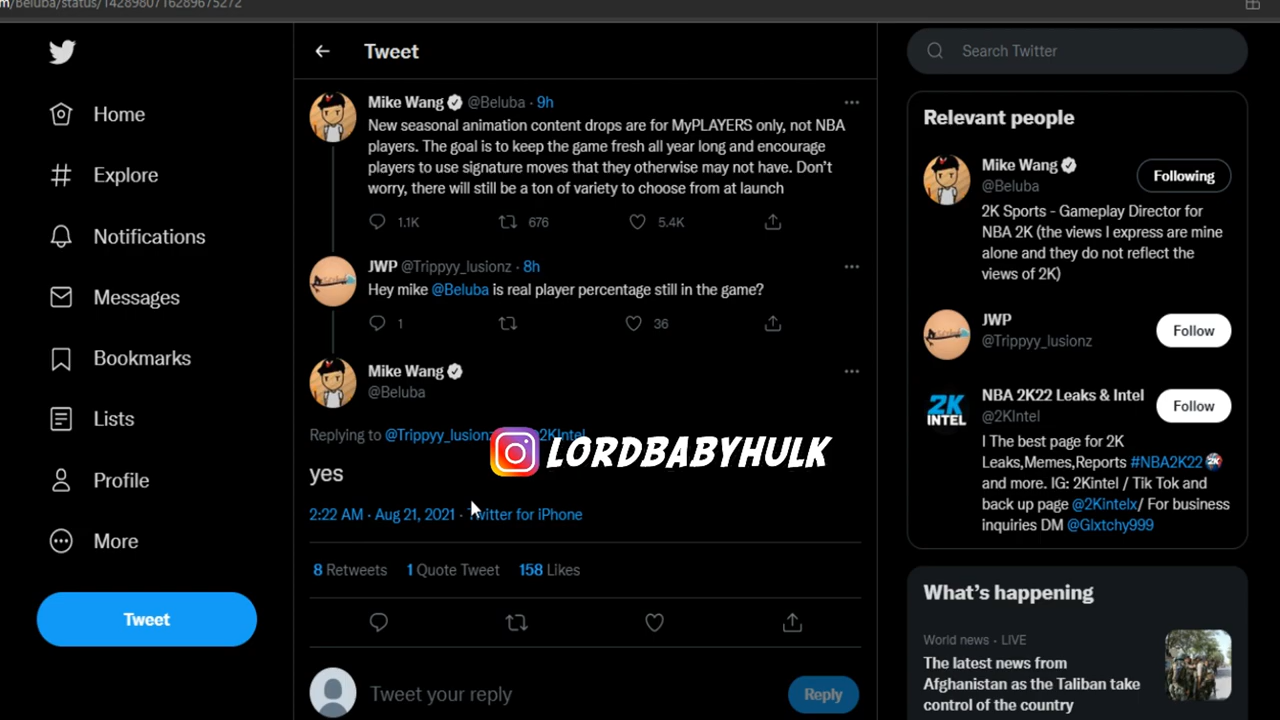 m/Beluba/status/1428980716289675272
Home
Explore
Notifications
Messages
Bookmarks
Lists
Profile
More
Tweet
Tweet
Mike Wang @Beluba · 9h
New seasonal animation content drops are for MyPLAYERS only, not NBA
players. The goal is to keep the game fresh all year long and encourage
players to use signature moves that they otherwise may not have. Don't
worry, there will still be a ton of variety to choose from at launch
1.1K 676 5.4K
JWP @Trippyy_lusionz · 8h
Hey mike @Beluba is real player percentage still in the game?
1 36
Mike Wang
@Beluba
Replying to @Trippyy_lusionz 2KIntel
LORDBABYHULK
yes
2:22 AM · Aug 21, 2021 · Twitter for iPhone
8 Retweets 1 Quote Tweet 158 Likes
Tweet your reply
Reply
Search Twitter
Relevant people
Mike Wang
@Beluba
Following
2K Sports - Gameplay Director for
NBA 2K (the views I express are mine
alone and they do not reflect the
views of 2K)
JWP
@Trippyy_lusionz
Follow
2K
INTEL
NBA 2K22 Leaks & Intel
@2KIntel
Follow
I The best page for 2K
Leaks,Memes,Reports #NBA2K22
and more. IG: 2Kintel / Tik Tok and
back up page @2Kintelx/ For business
inquiries DM @Glxtchy999
What's happening
World news · LIVE
The latest news from
Afghanistan as the Taliban take
control of the country